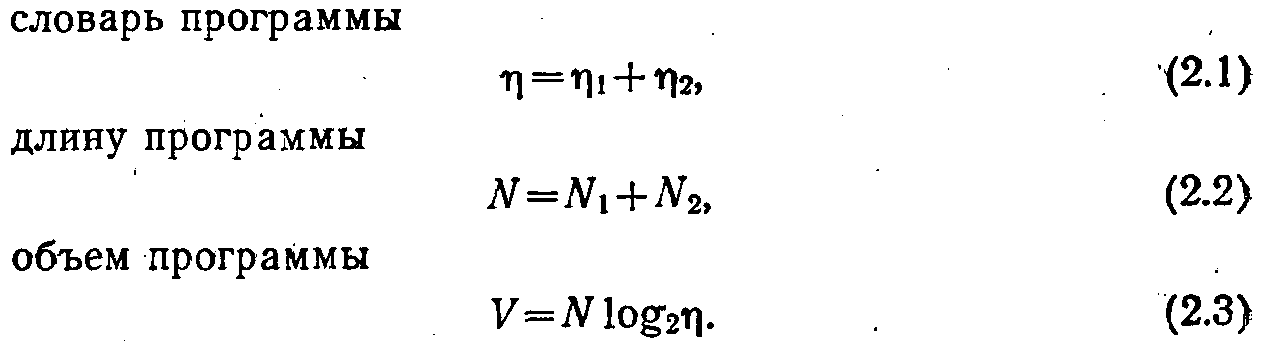 словарь программы
η=η₁+η₂, (2.1)
длину программы
N=N₁+N₂, (2.2)
объем программы
V=N log₂η. (2.3)